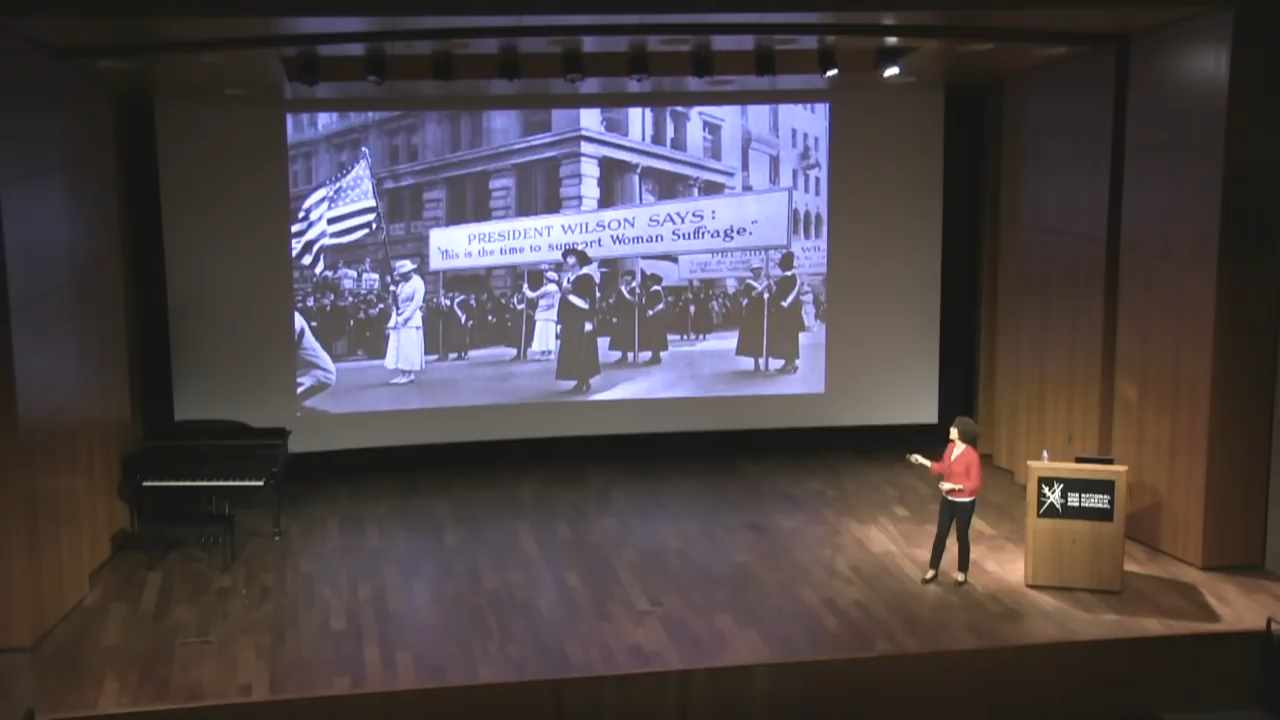 PRESIDENT WILSON SAYS:
"This is the time to support Woman Suffrage."
THE NATIONAL
WWI MUSEUM
AND MEMORIAL